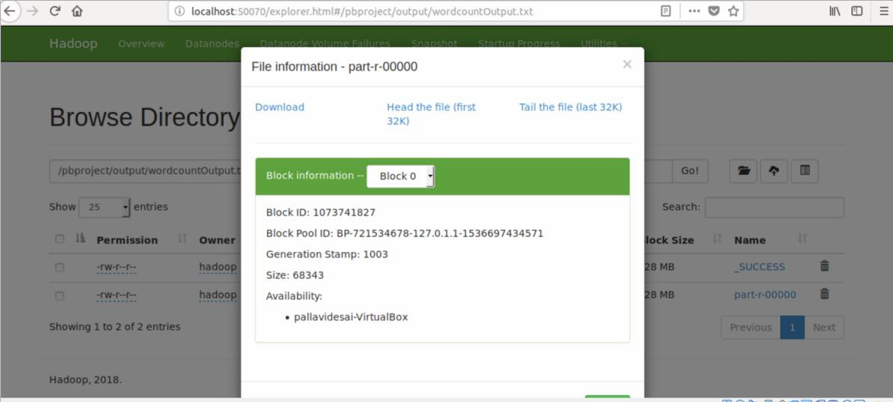 localhost:50070/explorer.html#/pbproject/output/wordcountOutput.txt
Hadoop Overview Datanodes Datanode Volume Failures Snapshot Startup Progress Utilities
File information - part-r-00000 ×
Download Head the file (first 32K) Tail the file (last 32K)
Browse Directory
Block information -- Block 0
/pbproject/output/wordcountOutput.t Go!
Show 25 entries Search:
Block ID: 1073741827
Block Pool ID: BP-721534678-127.0.1.1-1536697434571
Generation Stamp: 1003
Size: 68343
Availability:
pallavidesai-VirtualBox
Permission Owner lock Size Name
-rw-r--r-- hadoop 28 MB _SUCCESS
-rw-r--r-- hadoop 28 MB part-r-00000
Showing 1 to 2 of 2 entries Previous 1 Next
Hadoop, 2018.